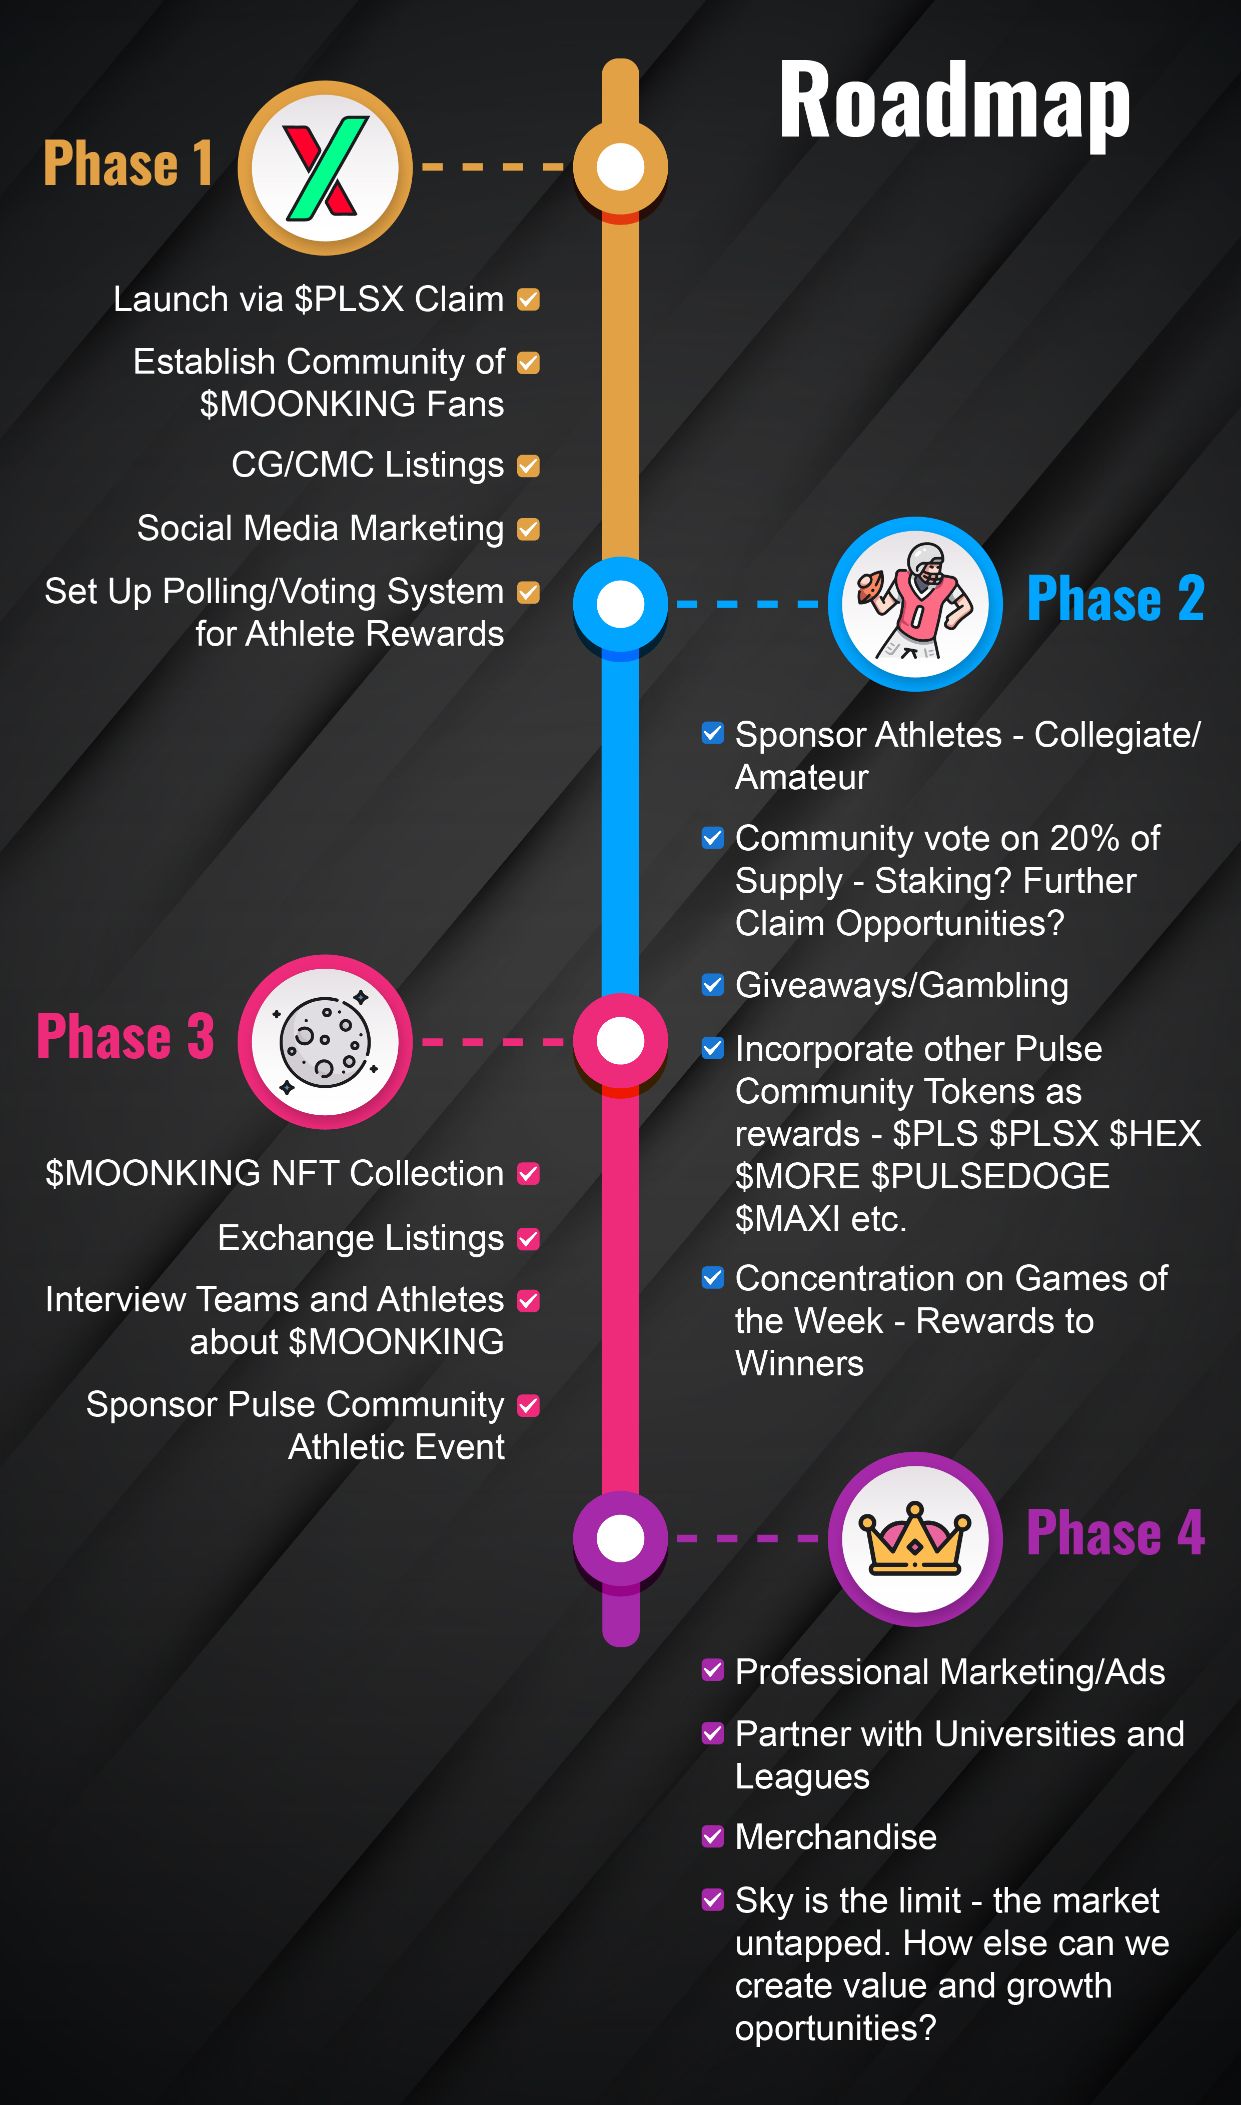 Roadmap
Phase 1
Launch via $PLSX Claim
Establish Community of
$MOONKING Fans
CG/CMC Listings
Social Media Marketing
Set Up Polling/Voting System
for Athlete Rewards
Phase 2
Sponsor Athletes - Collegiate/
Amateur
Community vote on 20% of
Supply - Staking? Further
Claim Opportunities?
Giveaways/Gambling
Incorporate other Pulse
Community Tokens as
rewards - $PLS $PLSX $HEX
$MORE $PULSEDOGE
$MAXI etc.
Concentration on Games of
the Week - Rewards to
Winners
Phase 3
$MOONKING NFT Collection
Exchange Listings
Interview Teams and Athletes
about $MOONKING
Sponsor Pulse Community
Athletic Event
Phase 4
Professional Marketing/Ads
Partner with Universities and
Leagues
Merchandise
Sky is the limit - the market
untapped. How else can we
create value and growth
oportunities?